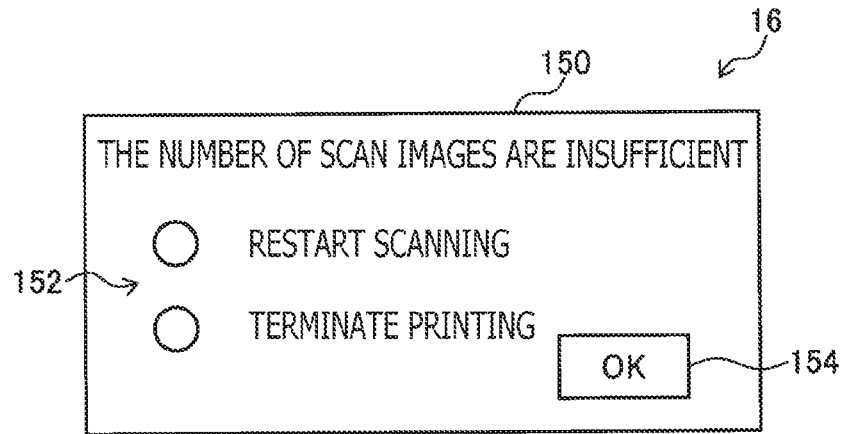 16
150
THE NUMBER OF SCAN IMAGES ARE INSUFFICIENT
RESTART SCANNING
152
TERMINATE PRINTING
OK
154